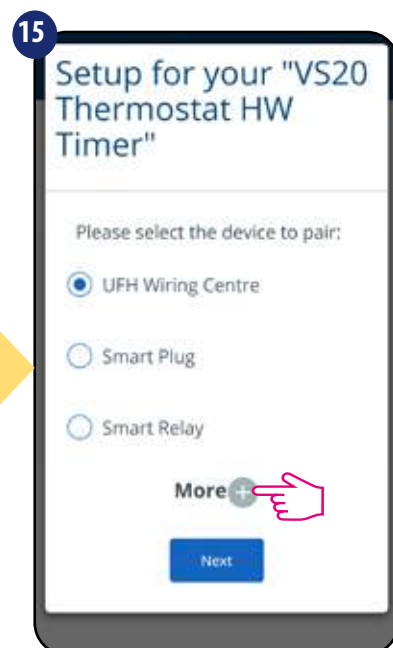 15
Setup for your "VS20
Thermostat HW
Timer"
Please select the device to pair:
UFH Wiring Centre
Smart Plug
Smart Relay
More +
Next